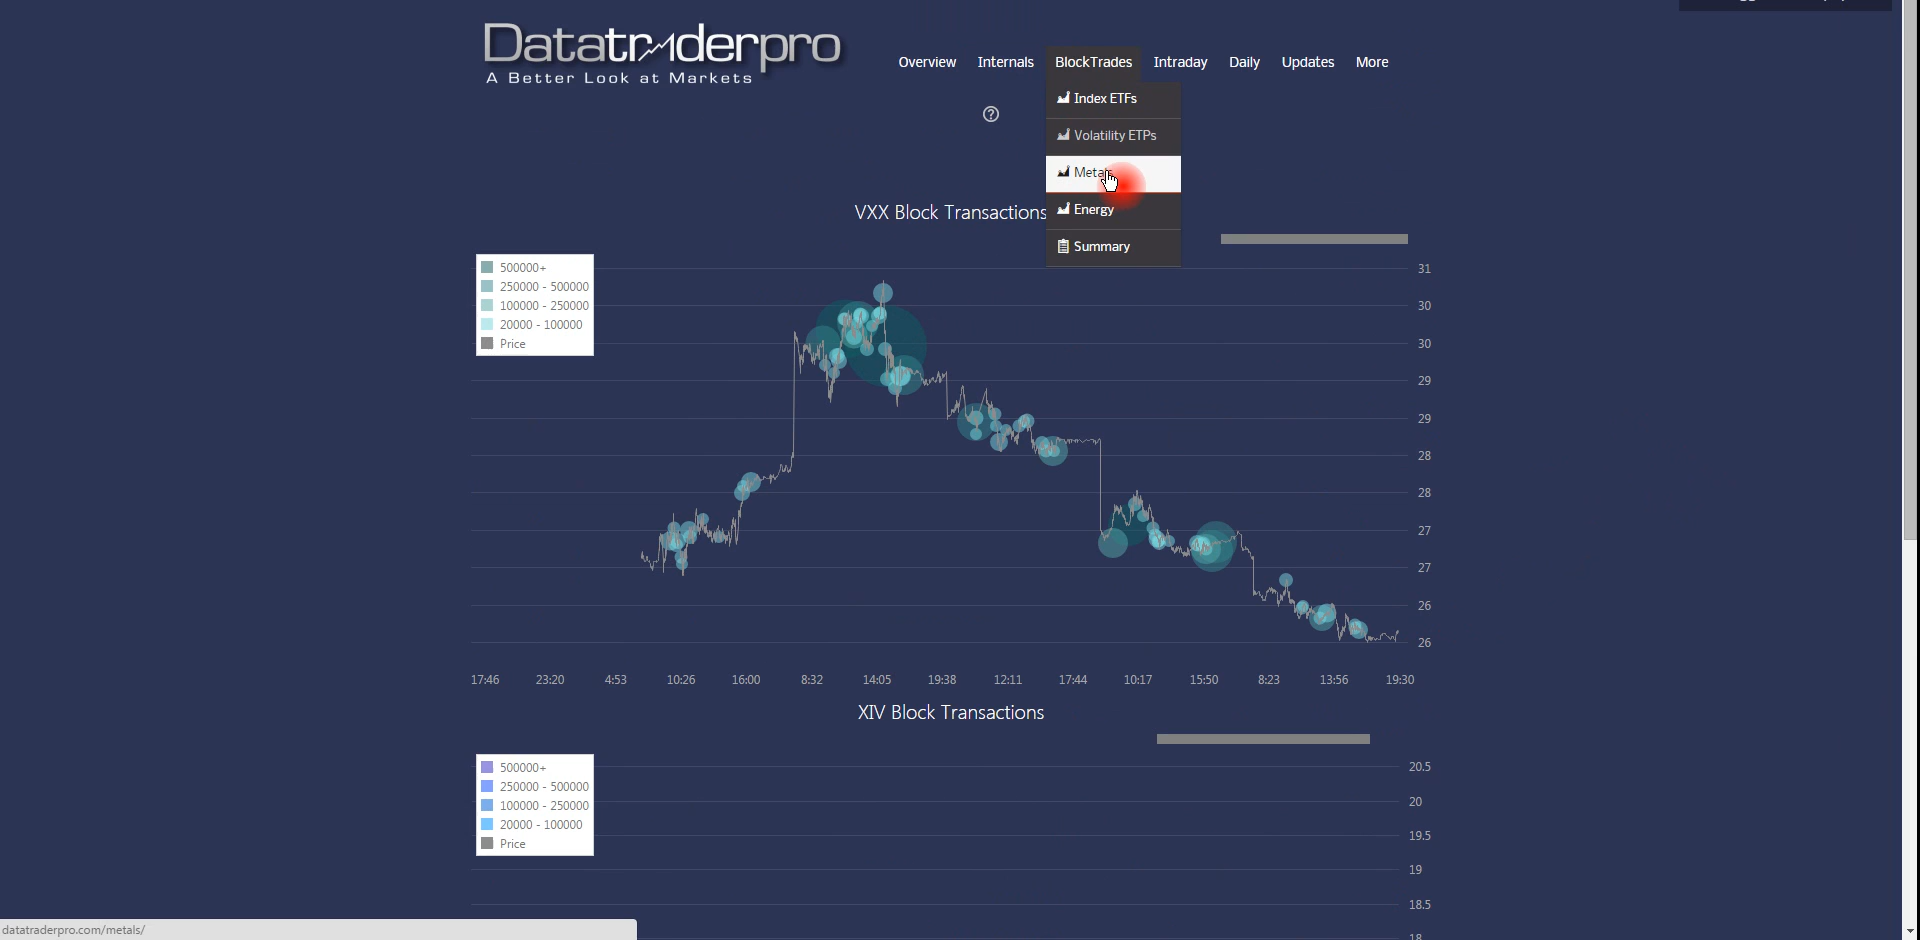 Datatraderpro
A Better Look at Markets
Overview Internals BlockTrades Intraday Daily Updates More
Index ETFs
?
Volatility ETPs
Metals
VXX Block Transactions
Energy
Summary
500000+
250000 - 500000
100000 - 250000
20000 - 100000
Price
31
30
30
29
29
28
28
27
27
26
26
17:46 23:20 4:53 10:26 16:00 8:32 14:05 19:38 12:11 17:44 10:17 15:50 8:23 13:56 19:30
XIV Block Transactions
500000+
250000 - 500000
100000 - 250000
20000 - 100000
Price
20.5
20
19.5
19
18.5
18
datatraderpro.com/metals/